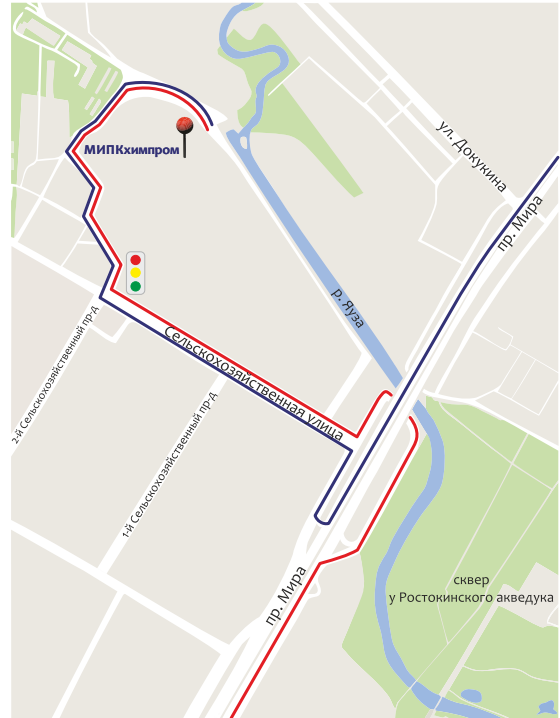 ул. Докукина
МИПКхимпром
пр. Мира
р. Яуза
Сельскохозяйственная улица
2-й Сельскохозяйственный пр-д
1-й Сельскохозяйственный пр-д
сквер
у Ростокинского акведука
пр. Мира